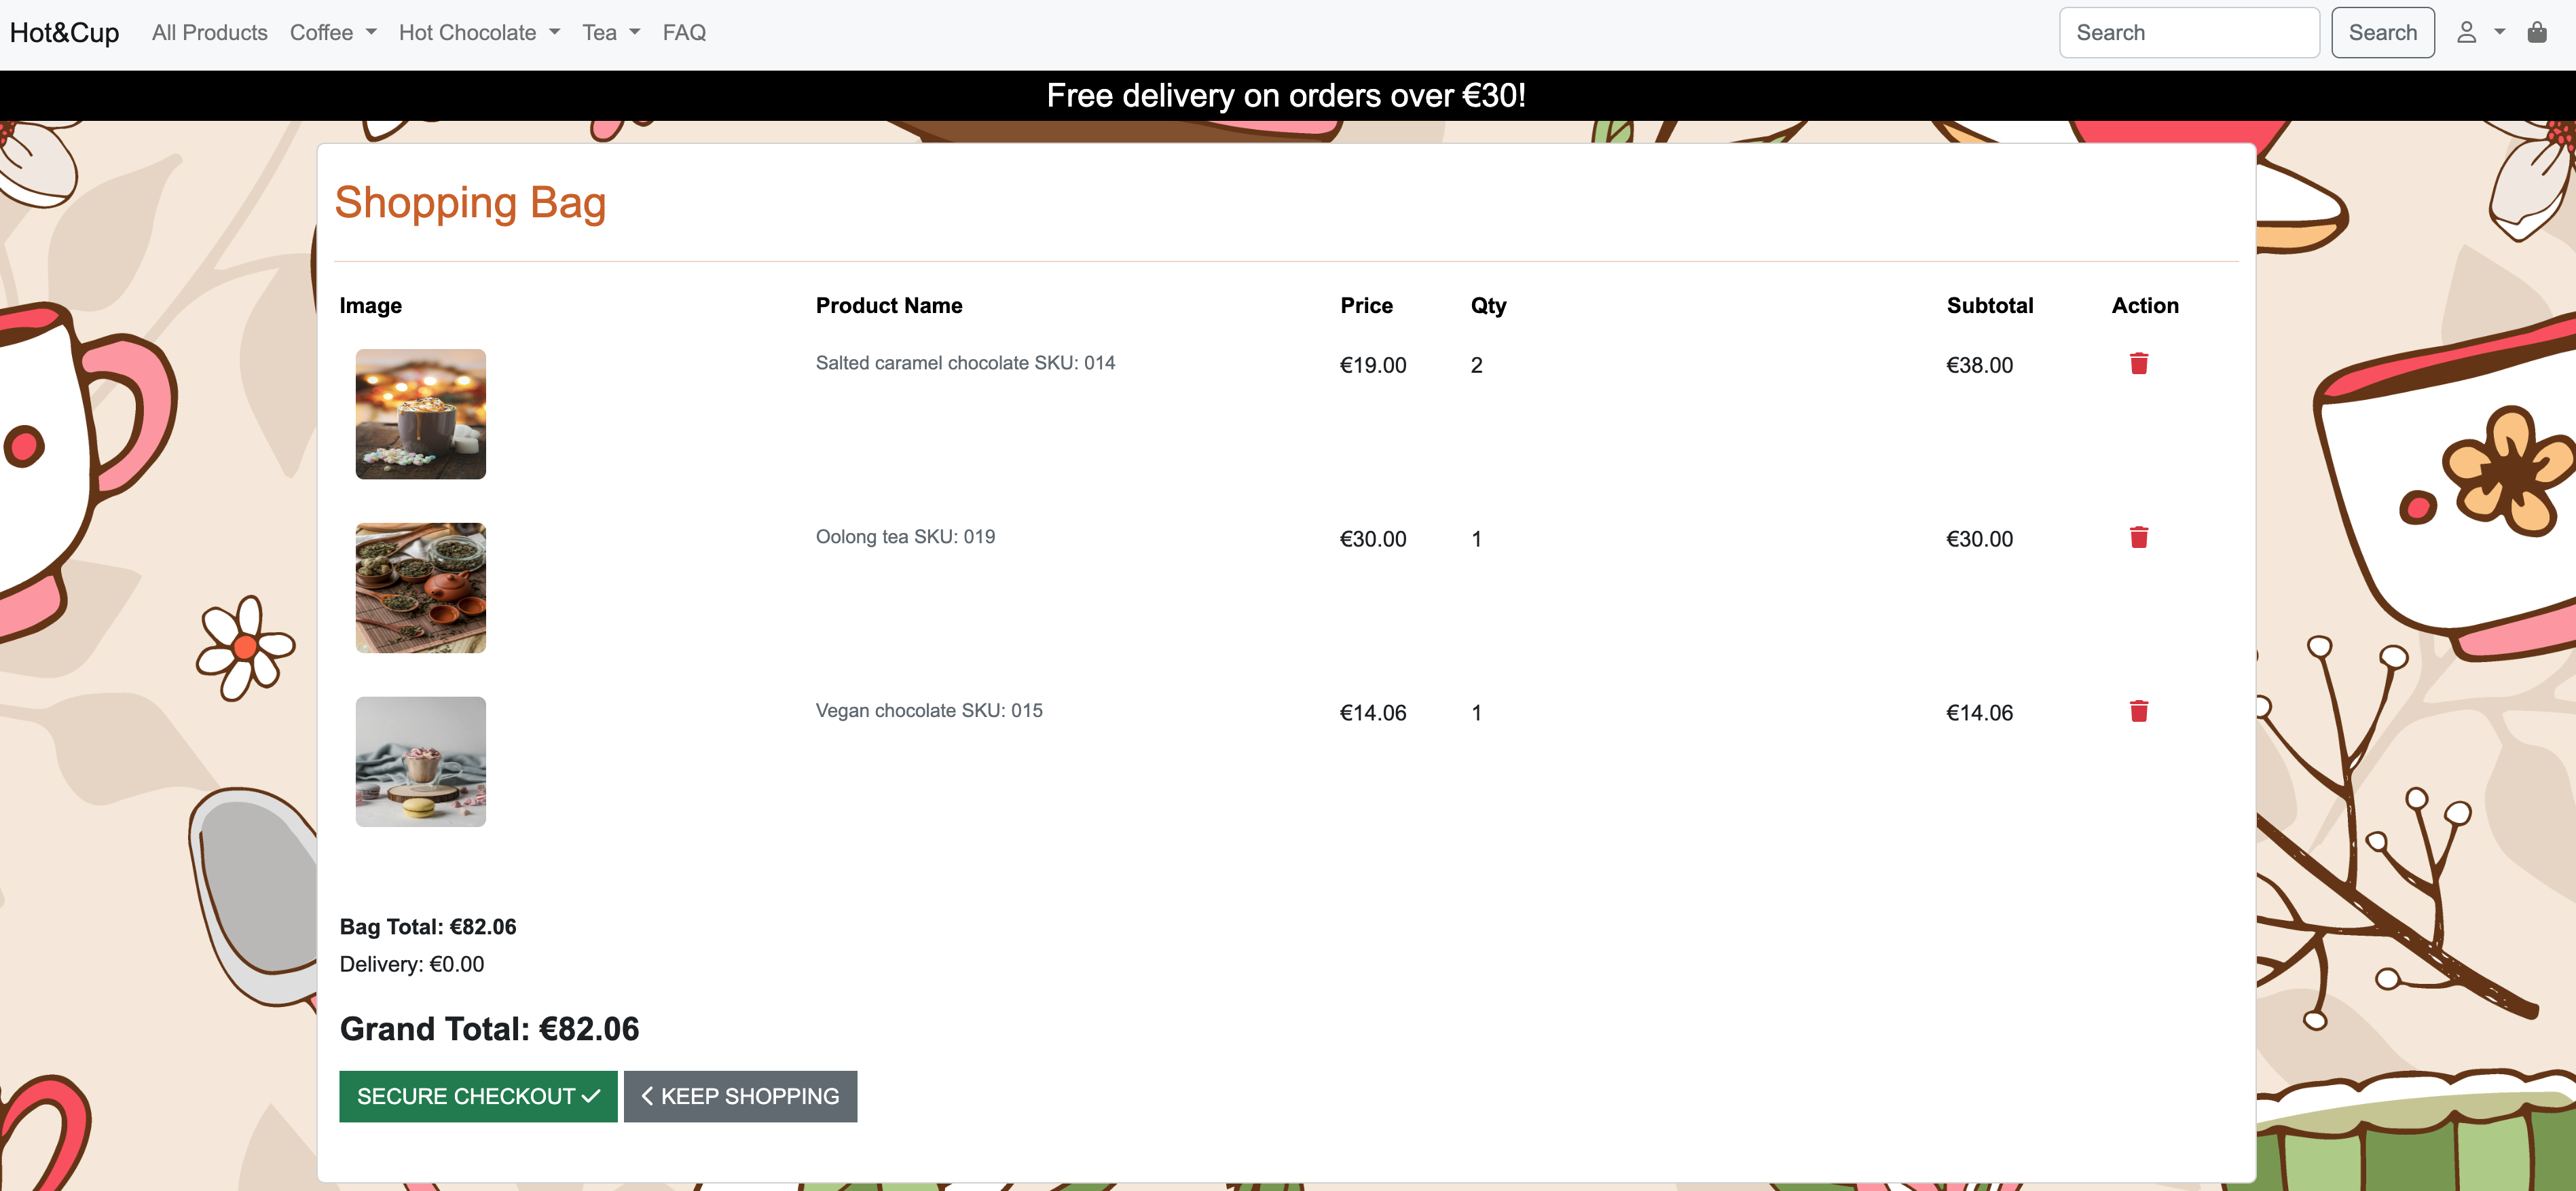 Hot&Cup All Products Coffee Hot Chocolate Tea FAQ Search Search
Free delivery on orders over €30!
Shopping Bag
Image Product Name Price Qty Subtotal Action
Salted caramel chocolate SKU: 014 €19.00 2 €38.00
Oolong tea SKU: 019 €30.00 1 €30.00
Vegan chocolate SKU: 015 €14.06 1 €14.06
Bag Total: €82.06
Delivery: €0.00
Grand Total: €82.06
SECURE CHECKOUT KEEP SHOPPING